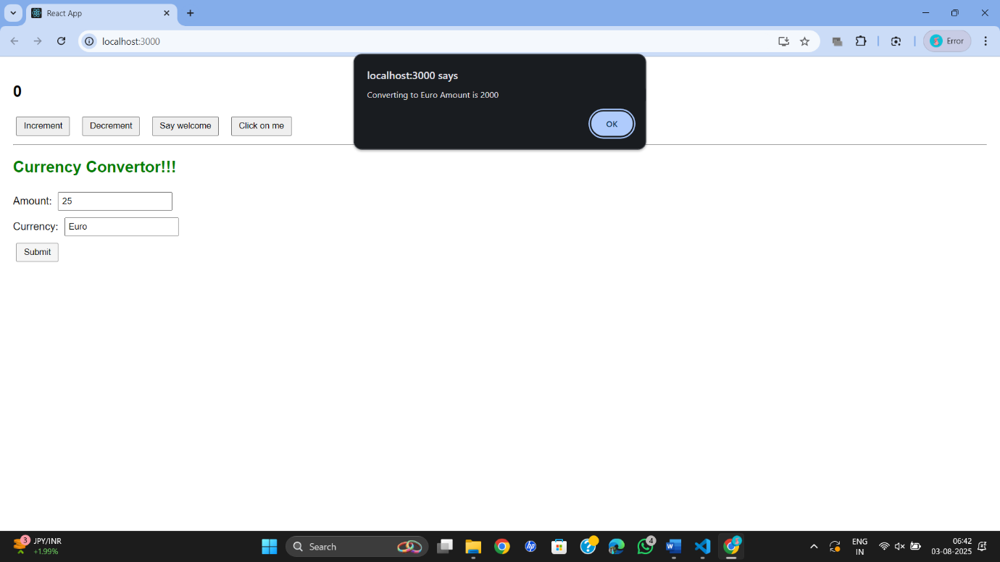 React App
localhost:3000
Error
localhost:3000 says
Converting to Euro Amount is 2000
OK
0
Increment Decrement Say welcome Click on me
Currency Convertor!!!
Amount: 25
Currency: Euro
Submit
3
JPY/INR
+1.99%
Search
hp
4
W
ENG
IN
06:42
03-08-2025